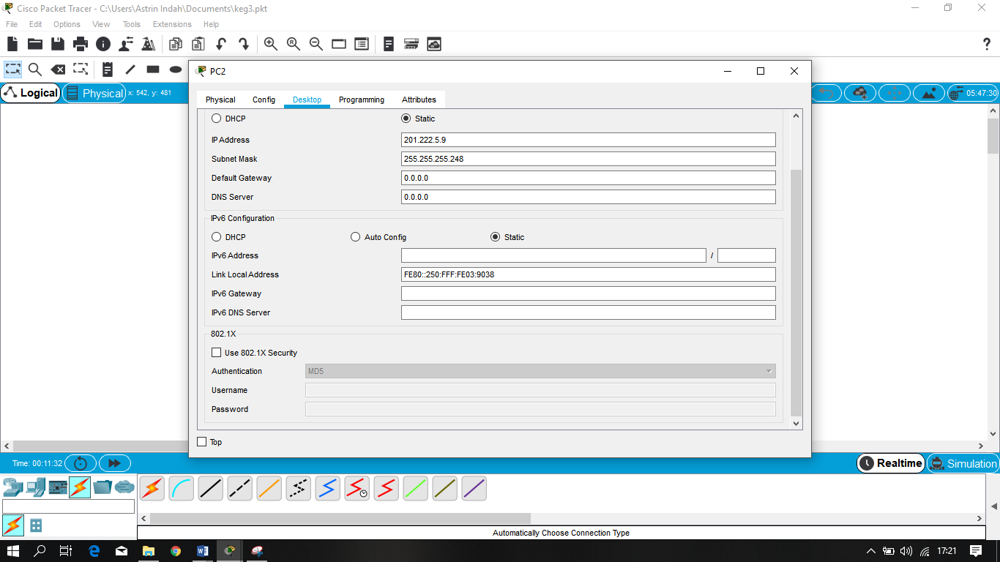 Cisco Packet Tracer - C:\Users\Astrin Indah\Documents\keg3.pkt
File Edit Options View Tools Extensions Help
?
PC2
Logical Physical x: 542, y: 481 05:47:30
Physical Config Desktop Programming Attributes
DHCP Static
IP Address 201.222.5.9
Subnet Mask 255.255.255.248
Default Gateway 0.0.0.0
DNS Server 0.0.0.0
IPv6 Configuration
DHCP Auto Config Static
IPv6 Address /
Link Local Address FE80::250:FFF:FE03:9038
IPv6 Gateway
IPv6 DNS Server
802.1X
Use 802.1X Security
Authentication MD5
Username
Password
Top
Time: 00:11:32 Realtime Simulation
Automatically Choose Connection Type
17:21